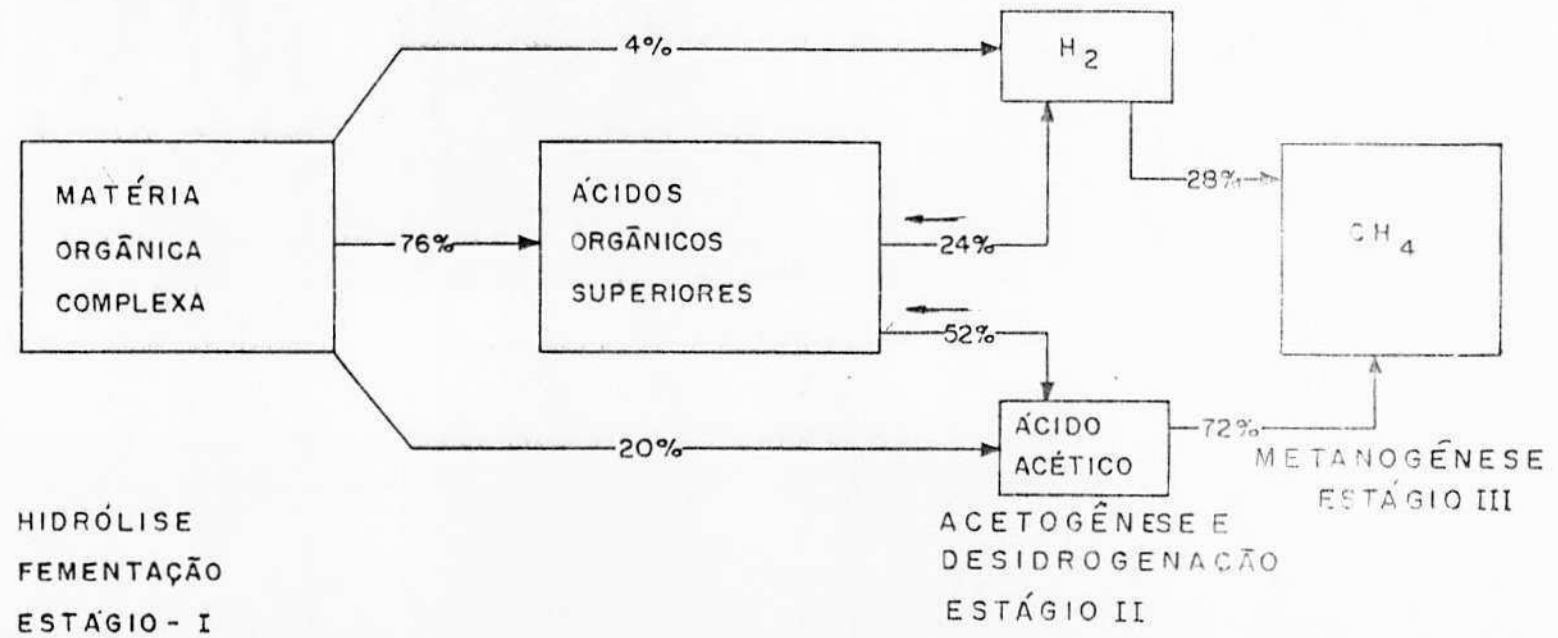 4%
H2
MATÉRIA
ORGÂNICA
COMPLEXA
76%
ÁCIDOS
ORGÂNICOS
SUPERIORES
24%
52%
28%
CH4
20%
ÁCIDO
ACÉTICO
72%
METANOGÊNESE
ESTÁGIO III
HIDRÓLISE
FEMENTAÇÃO
ESTÁGIO - I
ACETOGÊNESE E
DESIDROGENAÇÃO
ESTÁGIO II